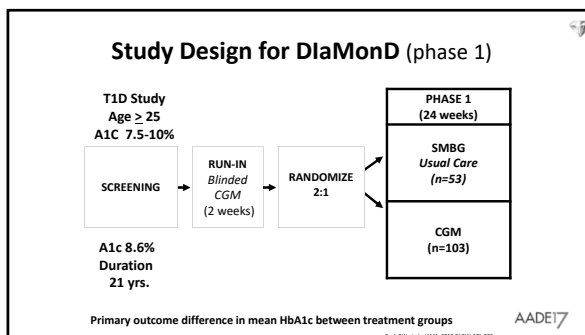 Study Design for DIaMonD (phase 1)
T1D Study
Age ≥ 25
A1C 7.5-10%
SCREENING
A1c 8.6%
Duration
21 yrs.
RUN-IN
Blinded
CGM
(2 weeks)
RANDOMIZE
2:1
PHASE 1
(24 weeks)
SMBG
Usual Care
(n=53)
CGM
(n=103)
Primary outcome difference in mean HbA1c between treatment groups
AADE17